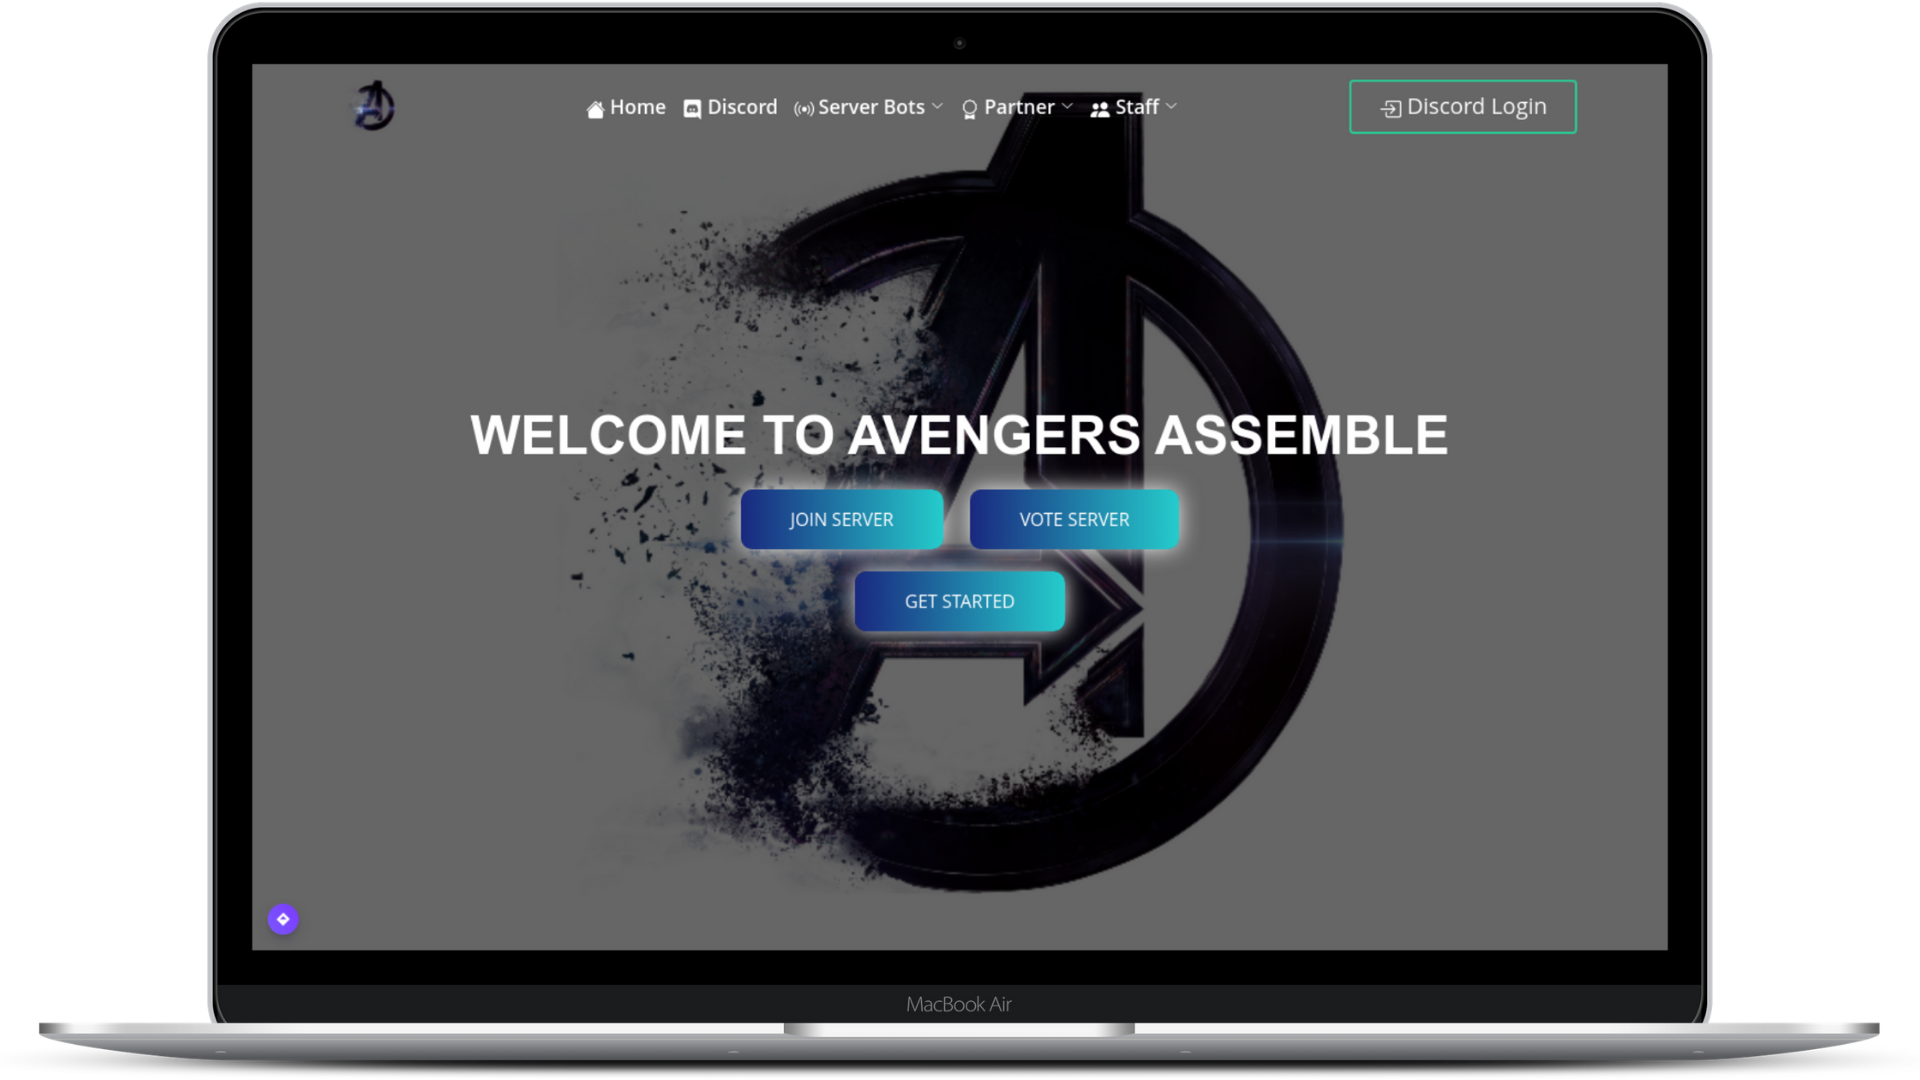 Home Discord Server Bots Partner Staff Discord Login
WELCOME TO AVENGERS ASSEMBLE
JOIN SERVER VOTE SERVER
GET STARTED
MacBook Air